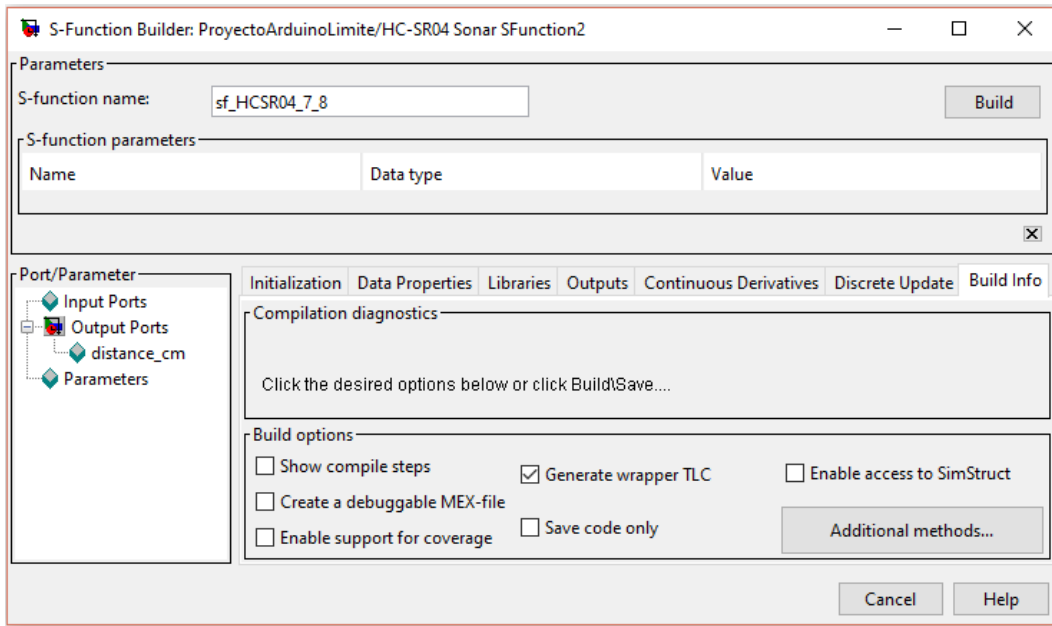 S-Function Builder: ProyectoArduinoLimite/HC-SR04 Sonar SFunction2
Parameters
S-function name: sf_HCSR04_7_8 Build
S-function parameters
Name Data type Value
Port/Parameter
Input Ports
Output Ports
distance_cm
Parameters
Initialization Data Properties Libraries Outputs Continuous Derivatives Discrete Update Build Info
Compilation diagnostics
Click the desired options below or click Build\Save....
Build options
Show compile steps Generate wrapper TLC Enable access to SimStruct
Create a debuggable MEX-file
Enable support for coverage Save code only Additional methods...
Cancel Help